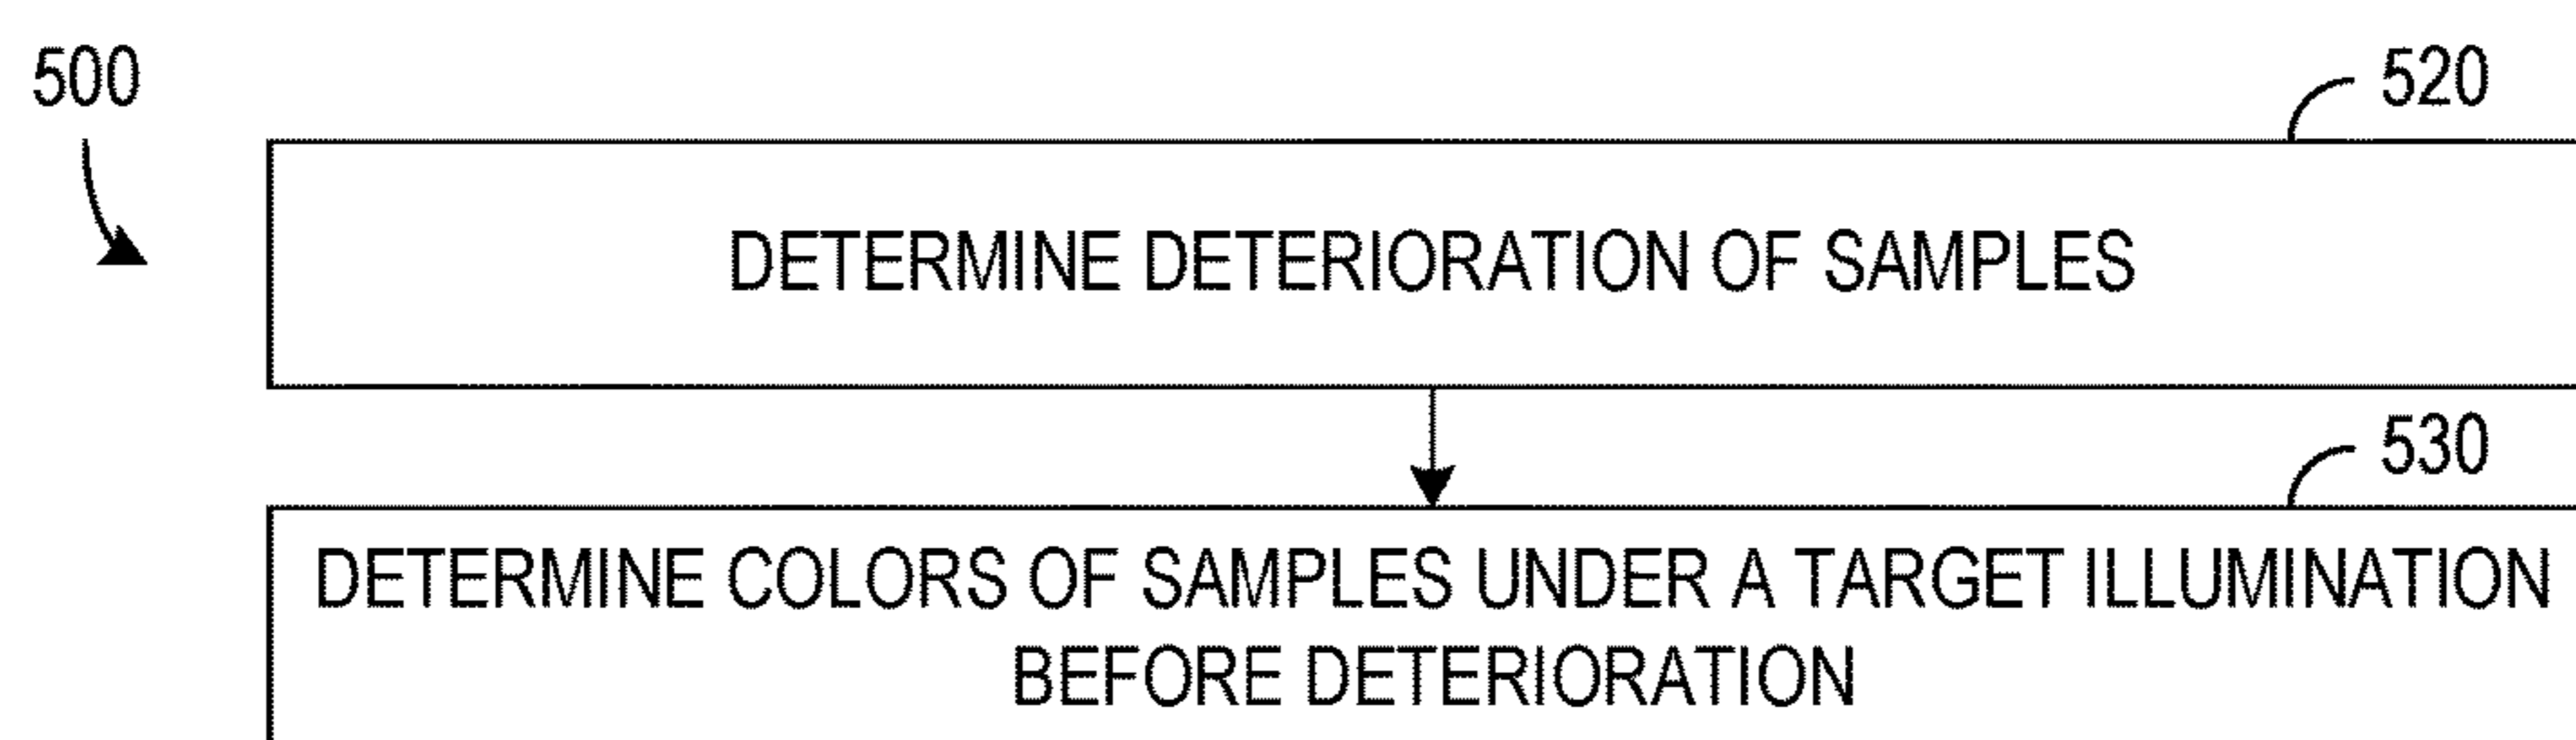 500
520
DETERMINE DETERIORATION OF SAMPLES
530
DETERMINE COLORS OF SAMPLES UNDER A TARGET ILLUMINATION
BEFORE DETERIORATION